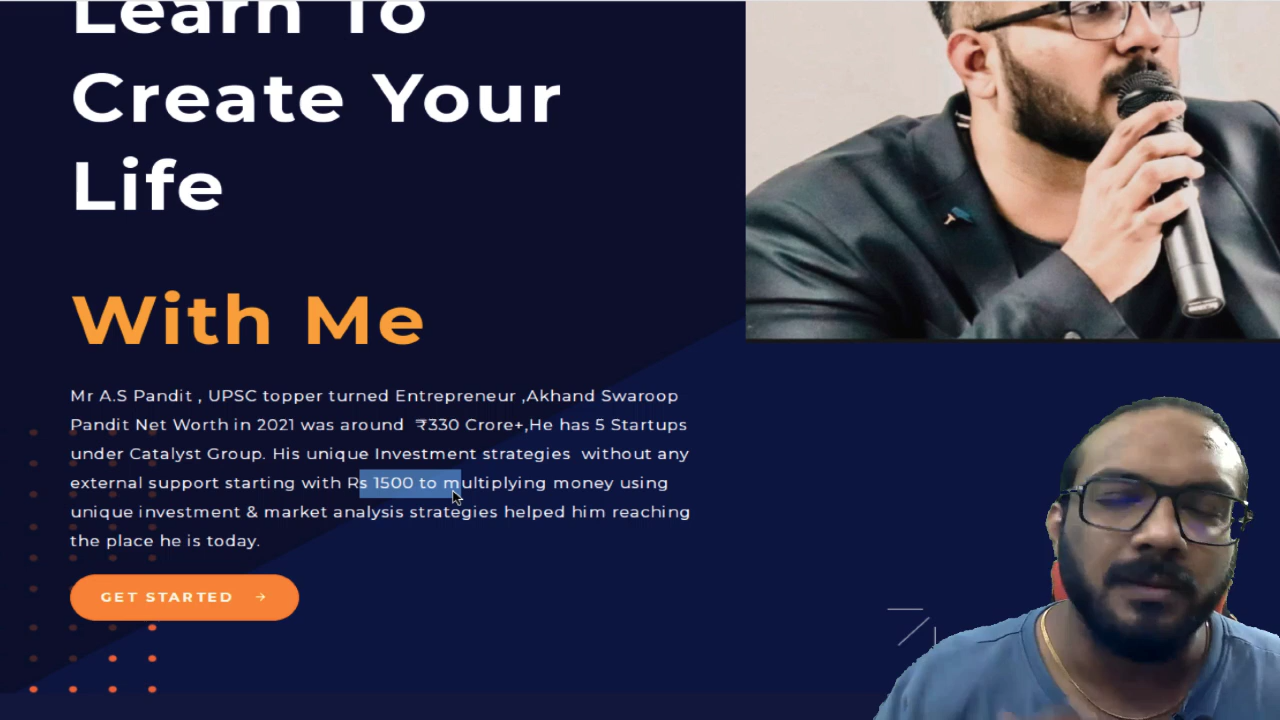 Learn To
Create Your
Life
With Me
Mr A.S Pandit , UPSC topper turned Entrepreneur ,Akhand Swaroop
Pandit Net Worth in 2021 was around  ₹330 Crore+,He has 5 Startups
under Catalyst Group. His unique Investment strategies  without any
external support starting with Rs 1500 to multiplying money using
unique investment & market analysis strategies helped him reaching
the place he is today.
GET STARTED →